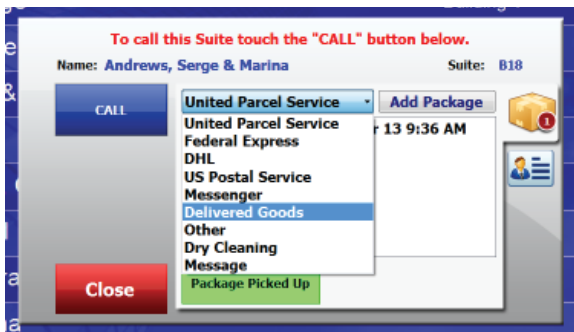 To call this Suite touch the "CALL" button below.
Name: Andrews, Serge & Marina Suite: B18
CALL
United Parcel Service Add Package
United Parcel Service
r 13 9:36 AM
Federal Express
DHL
US Postal Service
Messenger
Delivered Goods
Other
Dry Cleaning
Message
Package Picked Up
Close
1